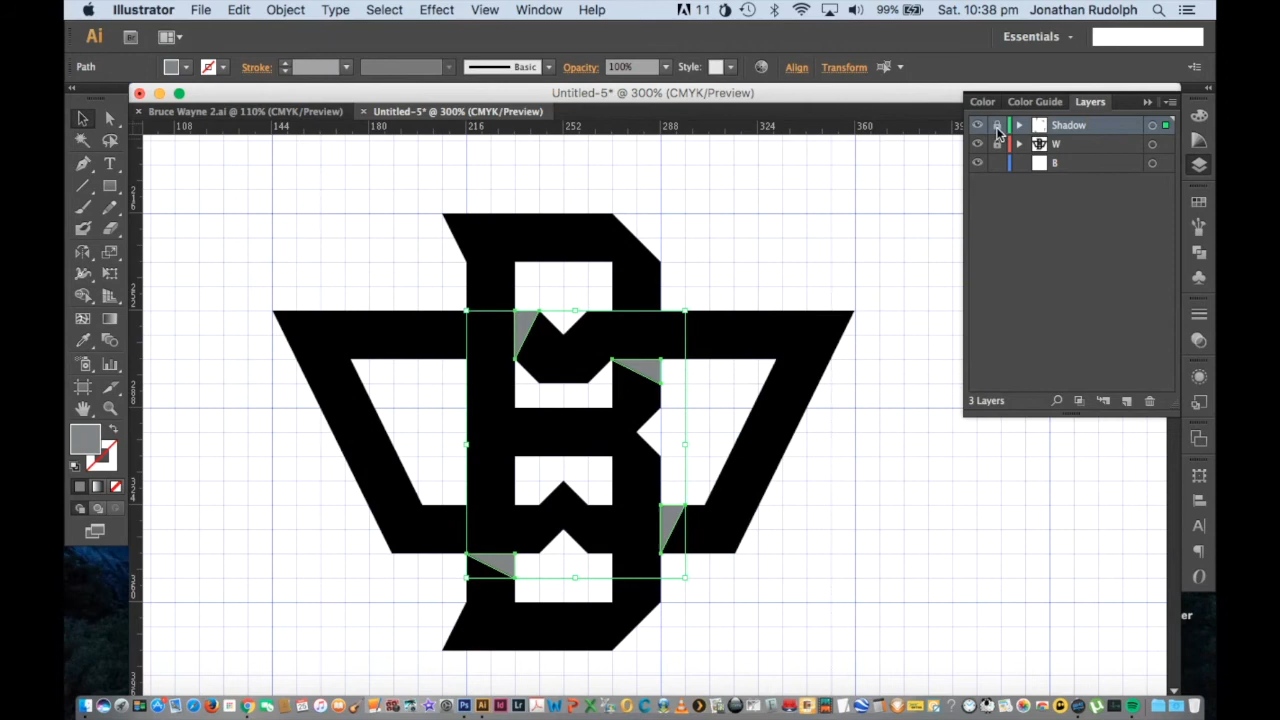 Illustrator File Edit Object Type Select Effect View Window Help 11 99% Sat. 10:38 pm Jonathan Rudolph
Ai Br Essentials
Path Stroke: Basic Opacity: 100% Style: Align Transform
Untitled-5* @ 300% (CMYK/Preview)
Color Color Guide Layers
Bruce Wayne 2.ai @ 110% (CMYK/Preview) Untitled-5* @ 300% (CMYK/Preview)
108 144 180 216 252 288 324 360
Shadow
W
B
3 Layers